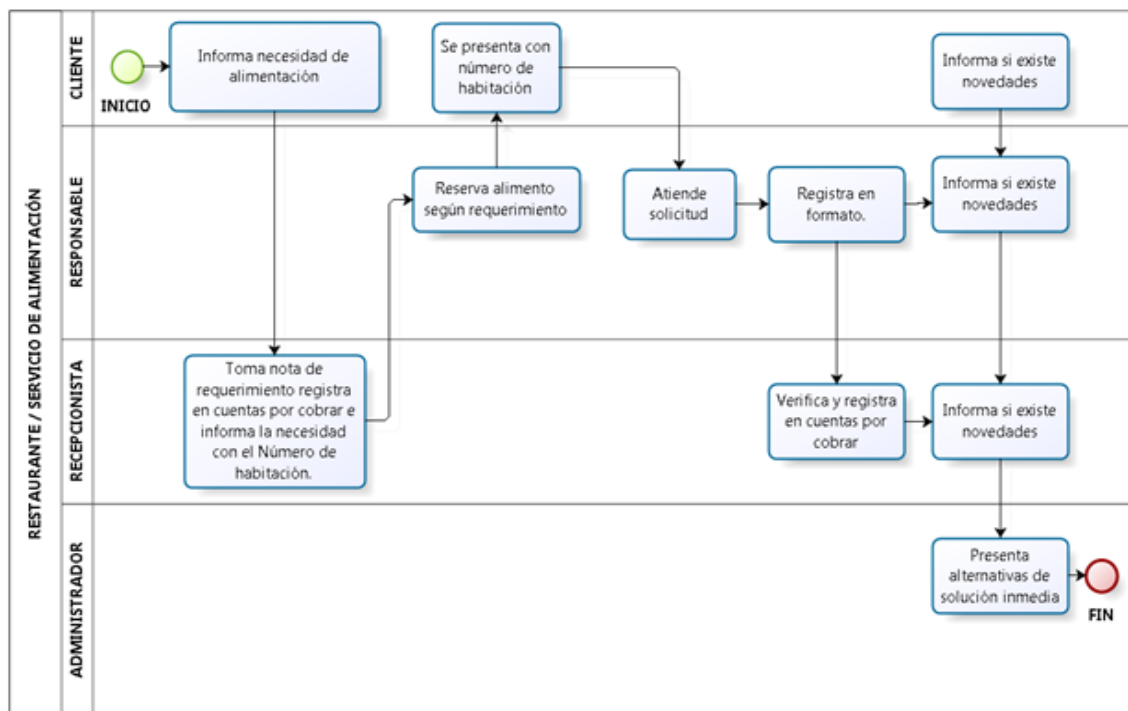 RESTAURANTE / SERVICIO DE ALIMENTACIÓN
CLIENTE
INICIO
Informa necesidad de
alimentación
Se presenta con
número de
habitación
Informa si existe
novedades
RESPONSABLE
Reserva alimento
según requerimiento
Atiende
solicitud
Registra en
formato.
Informa si existe
novedades
RECEPCIONISTA
Toma nota de
requerimiento registra
en cuentas por cobrar e
informa la necesidad
con el Número de
habitación.
Verifica y registra
en cuentas por
cobrar
Informa si existe
novedades
ADMINISTRADOR
Presenta
alternativas de
solución inmedia
FIN